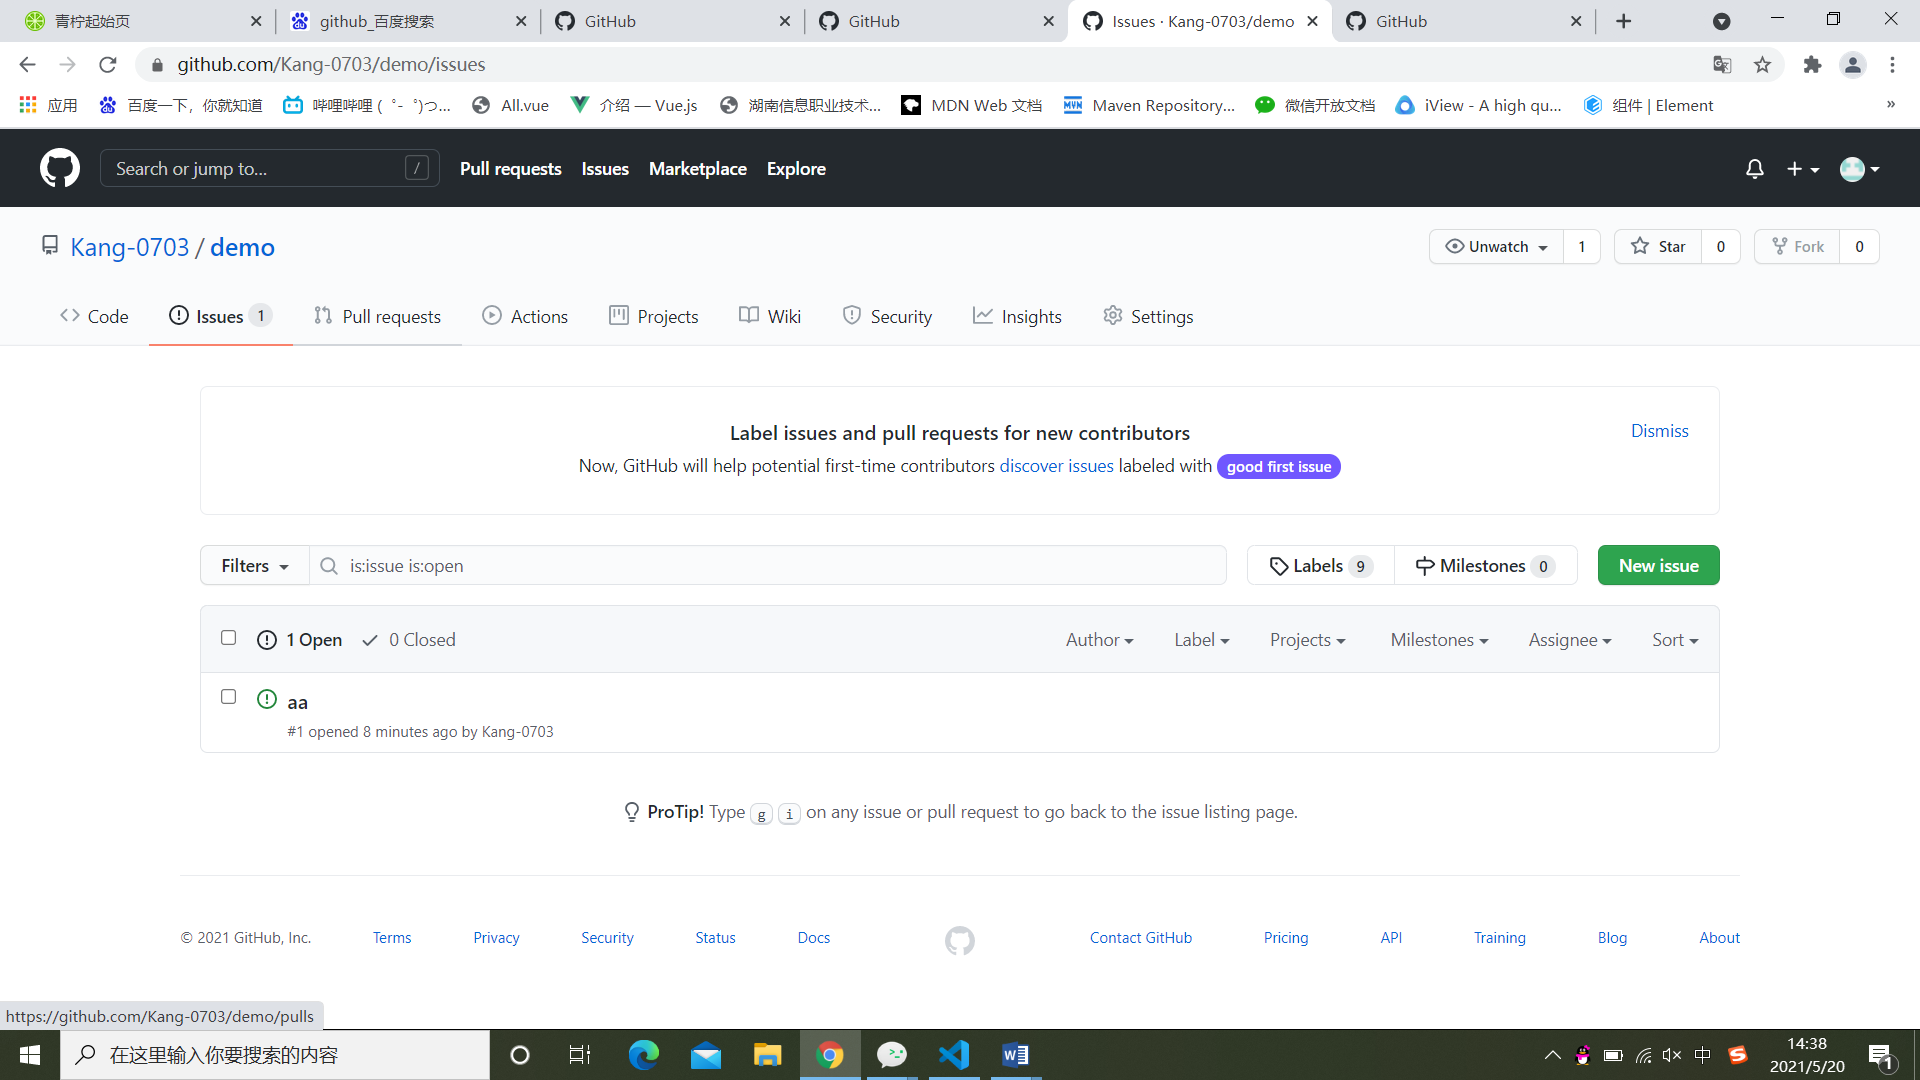 青柠起始页
github_百度搜索
GitHub
GitHub
Issues · Kang-0703/demo
GitHub
github.com/Kang-0703/demo/issues
应用
百度一下，你就知道
哔哩哔哩 ( ゜- ゜)つ...
All.vue
介绍 — Vue.js
湖南信息职业技术...
MDN Web 文档
Maven Repository...
微信开放文档
iView - A high qu...
组件 | Element
»
Search or jump to...
/
Pull requests
Issues
Marketplace
Explore
Kang-0703 / demo
Unwatch
1
Star
0
Fork
0
Code
Issues 1
Pull requests
Actions
Projects
Wiki
Security
Insights
Settings
Label issues and pull requests for new contributors
Dismiss
Now, GitHub will help potential first-time contributors discover issues labeled with good first issue
Filters
is:issue is:open
Labels 9
Milestones 0
New issue
1 Open
0 Closed
Author
Label
Projects
Milestones
Assignee
Sort
aa
#1 opened 8 minutes ago by Kang-0703
ProTip! Type g i on any issue or pull request to go back to the issue listing page.
© 2021 GitHub, Inc.
Terms
Privacy
Security
Status
Docs
Contact GitHub
Pricing
API
Training
Blog
About
https://github.com/Kang-0703/demo/pulls
在这里输入你要搜索的内容
中
14:38
2021/5/20
1